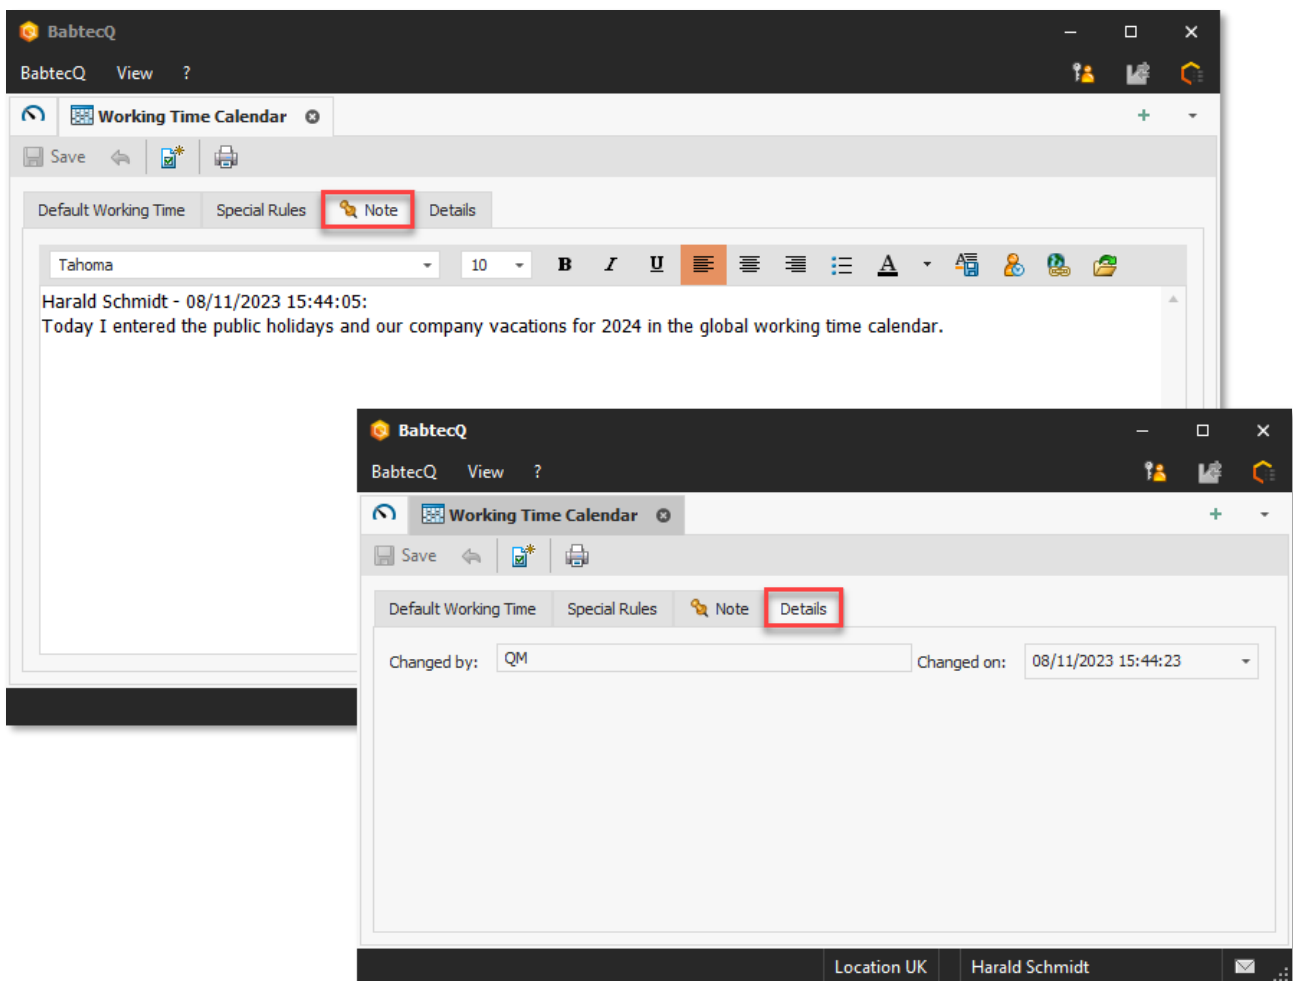 BabtecQ
BabtecQ View ?
Working Time Calendar
Save
Default Working Time Special Rules Note Details
Tahoma 10 B I U A
Harald Schmidt - 08/11/2023 15:44:05:
Today I entered the public holidays and our company vacations for 2024 in the global working time calendar.
BabtecQ
BabtecQ View ?
Working Time Calendar
Save
Default Working Time Special Rules Note Details
Changed by: QM Changed on: 08/11/2023 15:44:23
Location UK Harald Schmidt